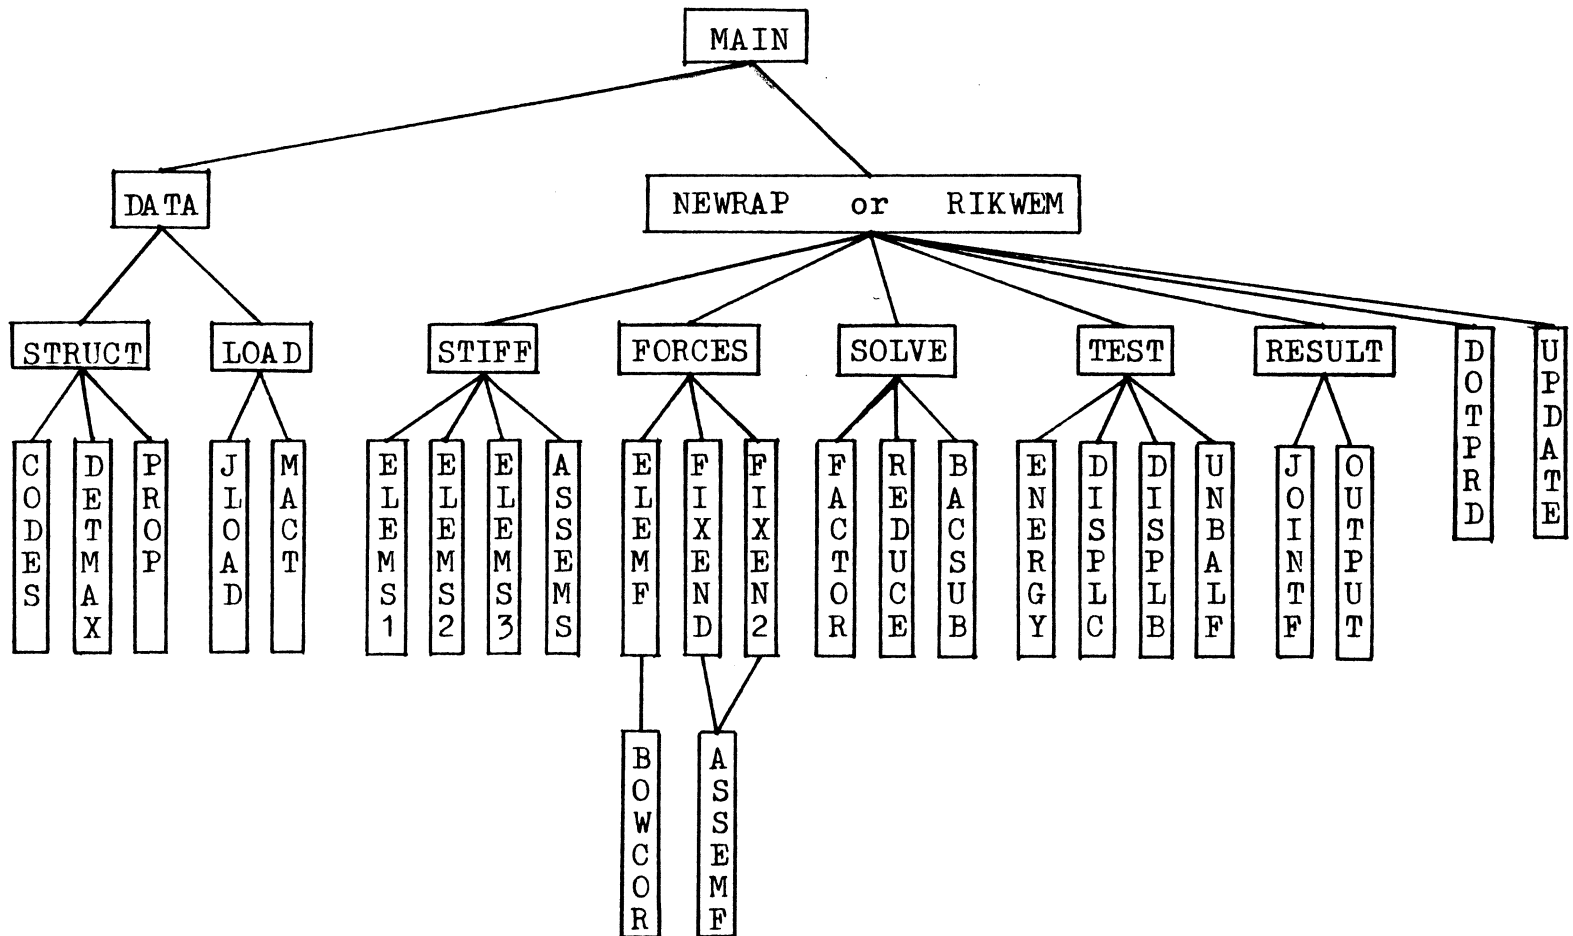 MAIN
DATA
NEWRAP or RIKWEM
STRUCT
LOAD
STIFF
FORCES
SOLVE
TEST
RESULT
DOTPRD
UPDATE
CODES
DETMAX
PROP
JLOAD
MACT
ELEMS1
ELEMS2
ELEMS3
ASSEMS
ELEMF
FIXEND
FIXEN2
FACTOR
REDUCE
BACSUB
ENERGY
DISPLC
DISPLB
UNBALF
JOINTF
OUTPUT
BOWCOR
ASSEMF